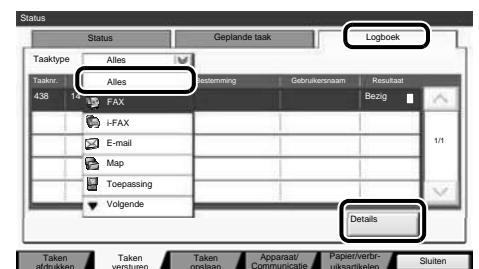 Status
Status Geplande taak Logboek
Taaktype Alles
Taaknr. Bestemming Gebruikersnaam Resultaat
Alles
438 14 Bezig
FAX
i-FAX
1/1
E-mail
Map
Toepassing
Volgende
Details
Taken afdrukken
Taken versturen
Taken opslaan
Apparaat/ Communicatie
Papier/verbr- uiksartikelen
Sluiten